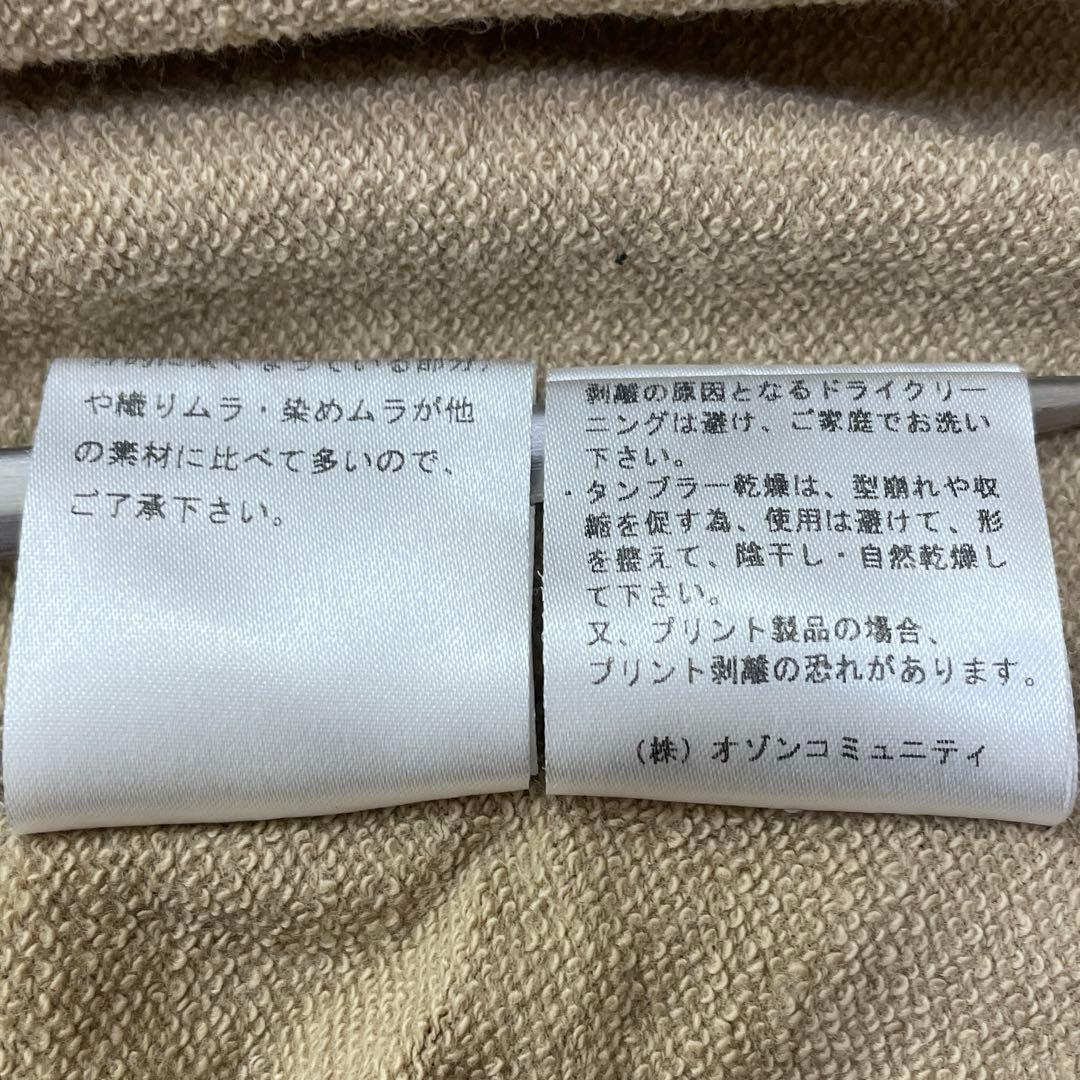 なっている部分,
や織りムラ・染めムラが他
の素材に比べて多いので、
ご了承下さい。
剥離の原因となるドライクリー
ニングは避け、ご家庭でお洗い
下さい。
・タンブラー乾燥は、型崩れや収
縮を促す為、使用は避けて、形
を整えて、陰干し・自然乾燥し
て下さい。
又、プリント製品の場合、
プリント剥離の恐れがあります。
(株)オゾンコミュニティ